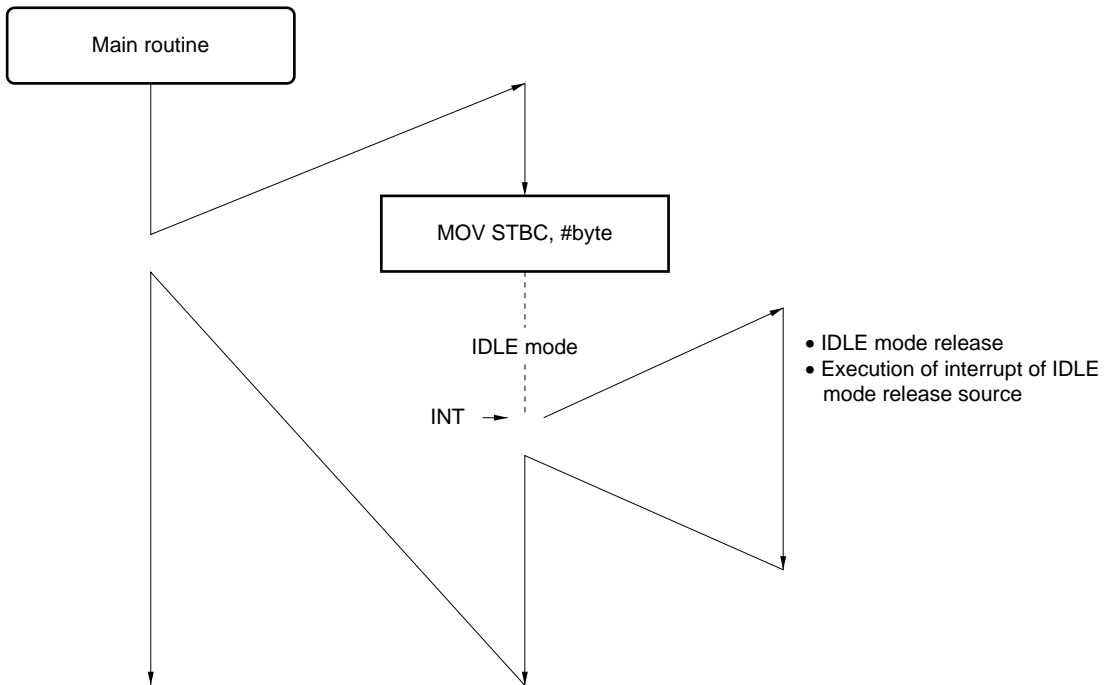 Main routine
MOV STBC, #byte
IDLE mode
• IDLE mode release
• Execution of interrupt of IDLE
mode release source
INT